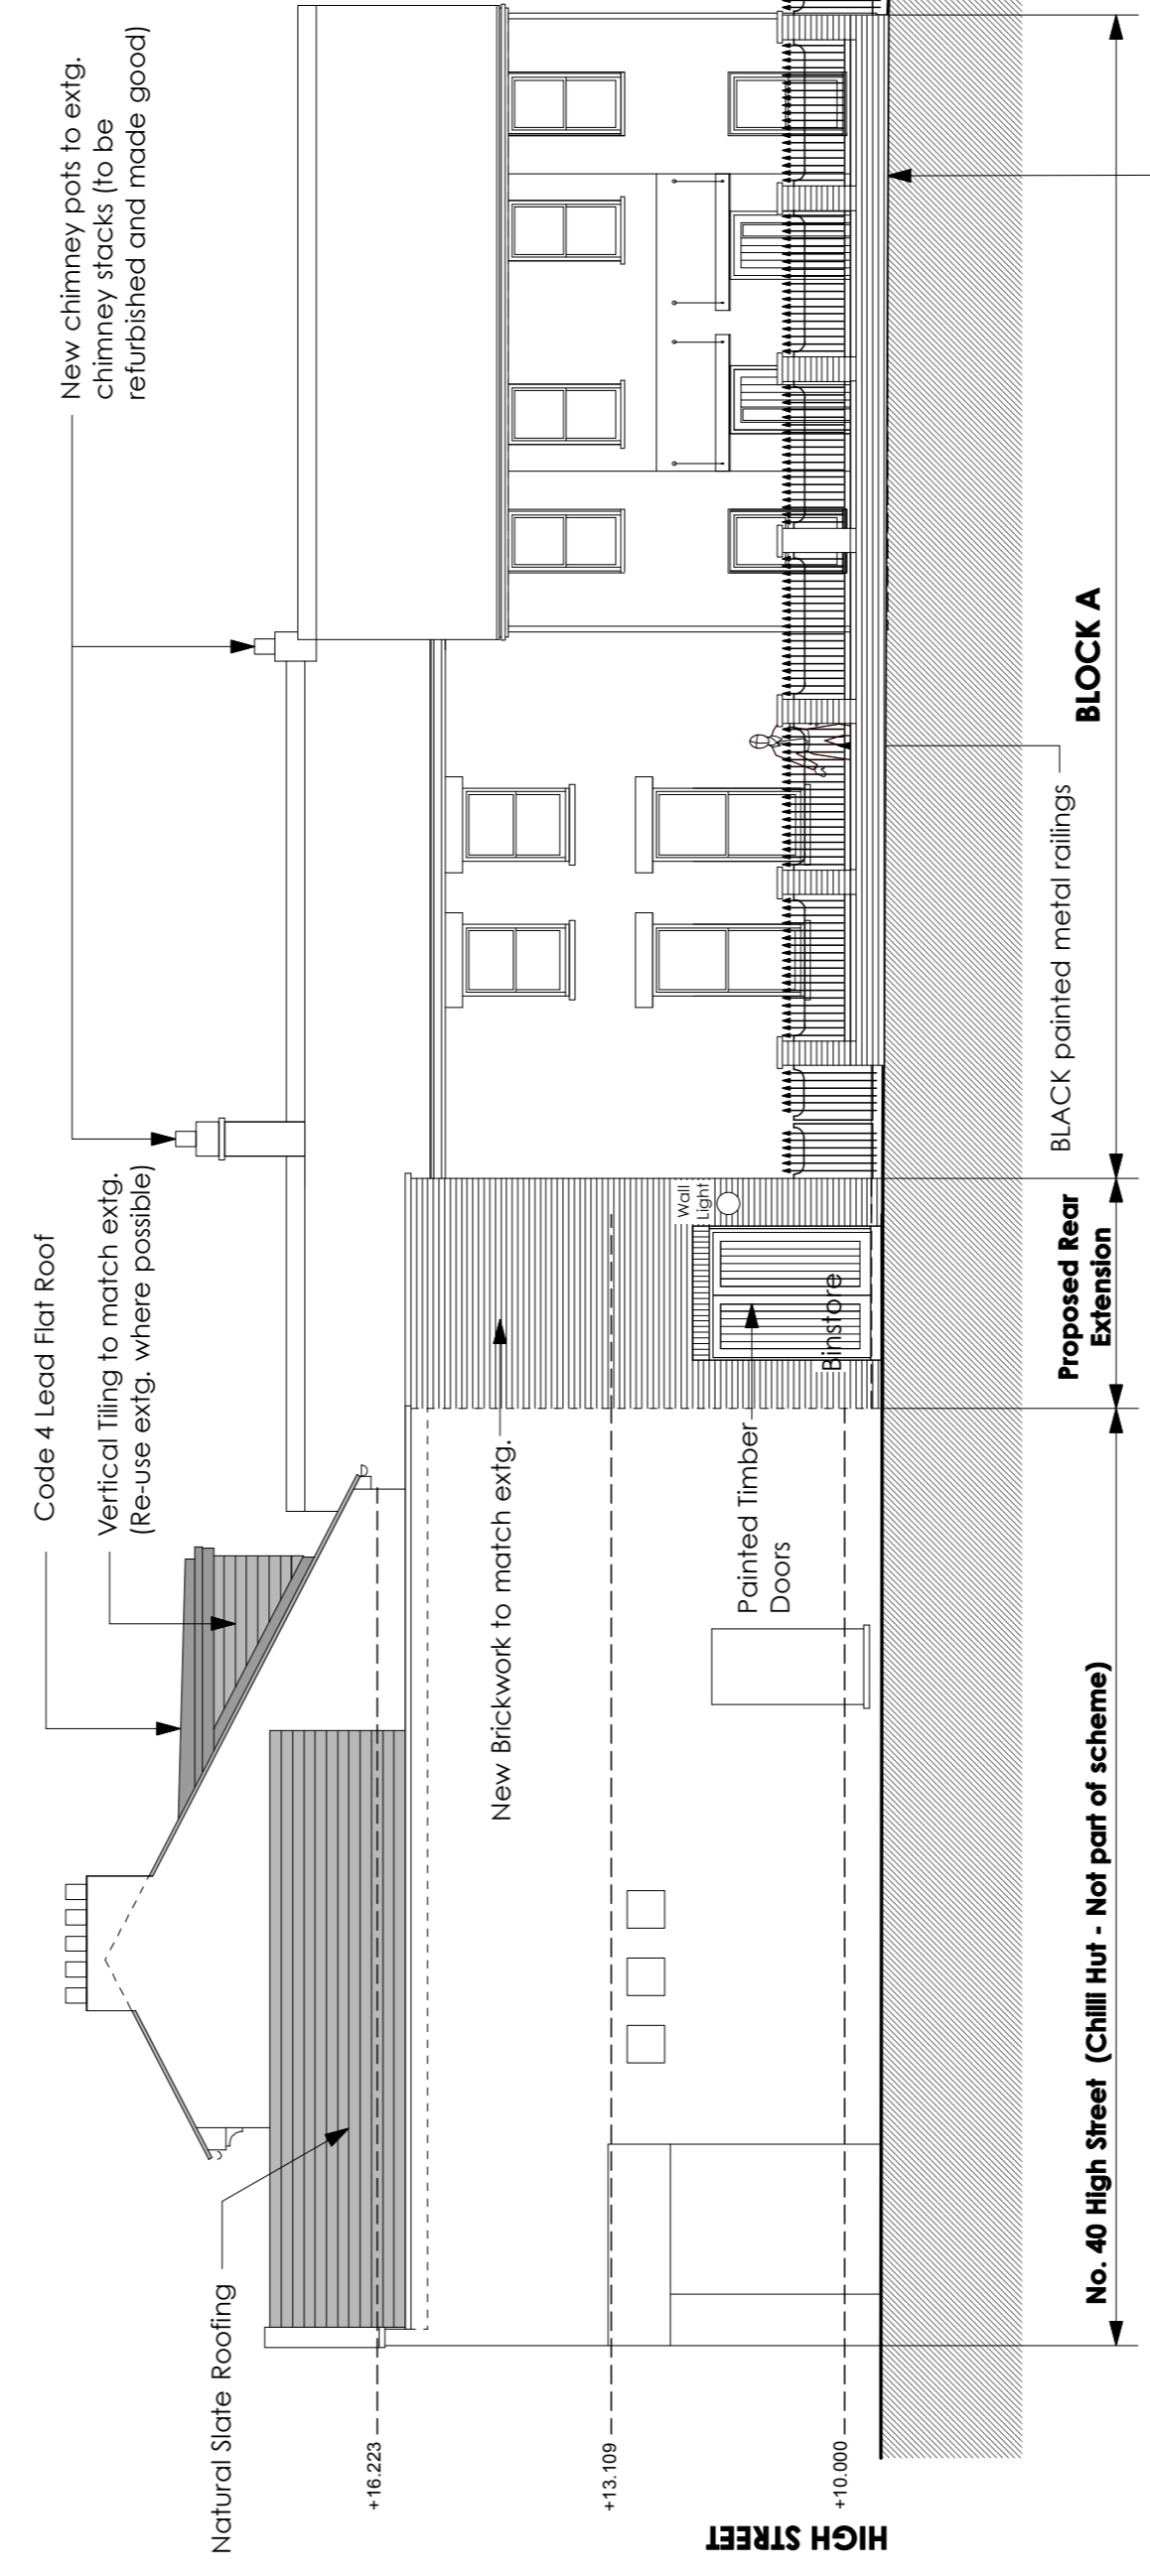 Code 4 Lead Flat Roof
Vertical Tiling to match extg.
(Re-use extg. where possible)
New chimney pots to extg.
chimney stacks (to be
refurbished and made good)
Natural Slate Roofing
+16.223
+13.109
+10.000
HIGH STREET
New Brickwork to match extg.
Painted Timber
Doors
Wall
Light
Binstore
BLACK painted metal railings
No. 40 High Street (Chilli Hut - Not part of scheme)
Proposed Rear
Extension
BLOCK A